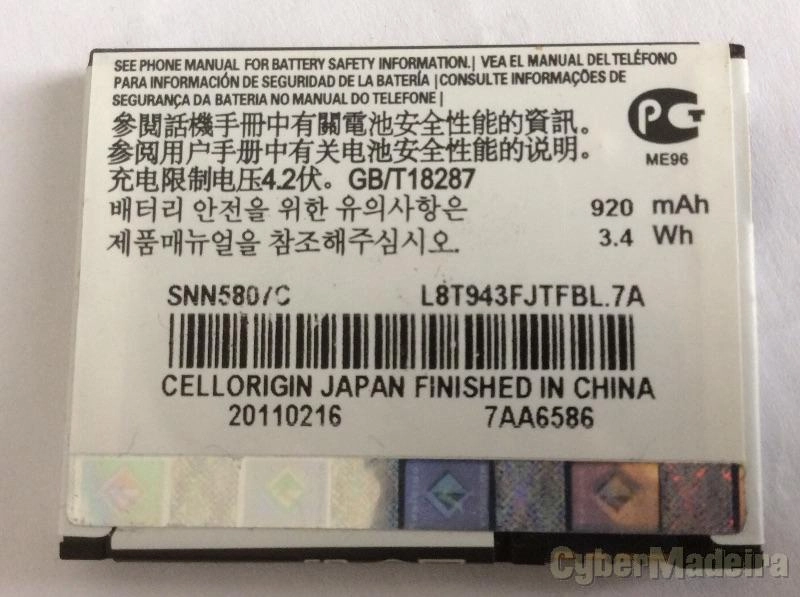 SEE PHONE MANUAL FOR BATTERY SAFETY INFORMATION. | VEA EL MANUAL DEL TELÉFONO
PARA INFORMACIÓN DE SEGURIDAD DE LA BATERÍA | CONSULTE INFORMAÇÕES DE
SEGURANÇA DA BATERIA NO MANUAL DO TELEFONE |
參閱話機手冊中有關電池安全性能的資訊。
参阅用户手册中有关电池安全性能的说明。
充电限制电压4.2伏。GB/T18287
PCT
ME96
배터리 안전을 위한 유의사항은 920 mAh
제품매뉴얼을 참조해주십시오. 3.4 Wh
SNN5807C L8T943FJTFBL.7A
CELLORIGIN JAPAN FINISHED IN CHINA
20110216 7AA6586
CyberMadeira